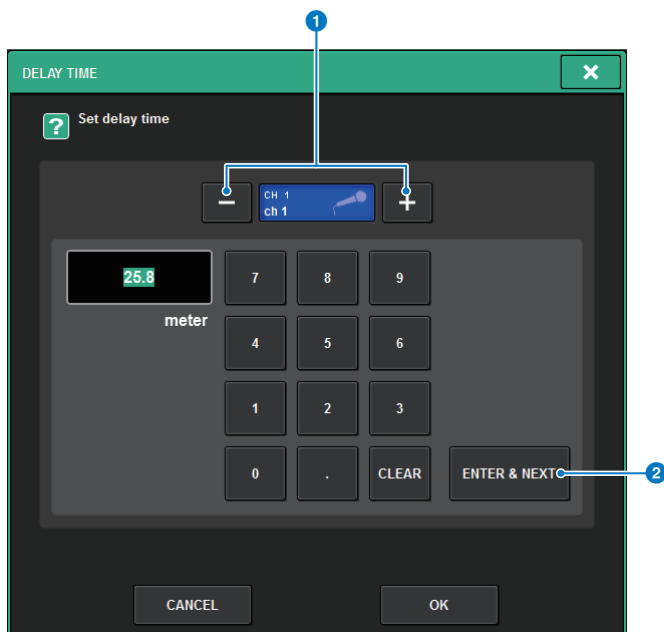 1
DELAY TIME
×
? Set delay time
−
CH 1
ch 1
+
25.8
meter
7 8 9
4 5 6
1 2 3
0 . CLEAR ENTER & NEXT
2
CANCEL OK